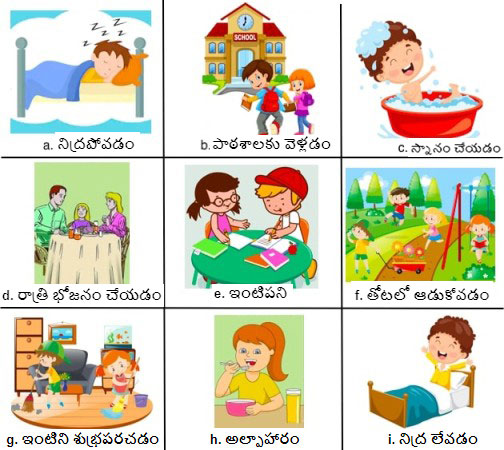 SCHOOL
a. నిద్రపోవడం
b. పాఠశాలకు వెళ్లడం
c. స్నానం చేయడం
d. రాత్రి భోజనం చేయడం
e. ఇంటిపని
f. తోటలో ఆడుకోవడం
g. ఇంటిని శుభ్రపరచడం
h. అల్పాహారం
i. నిద్ర లేవడం